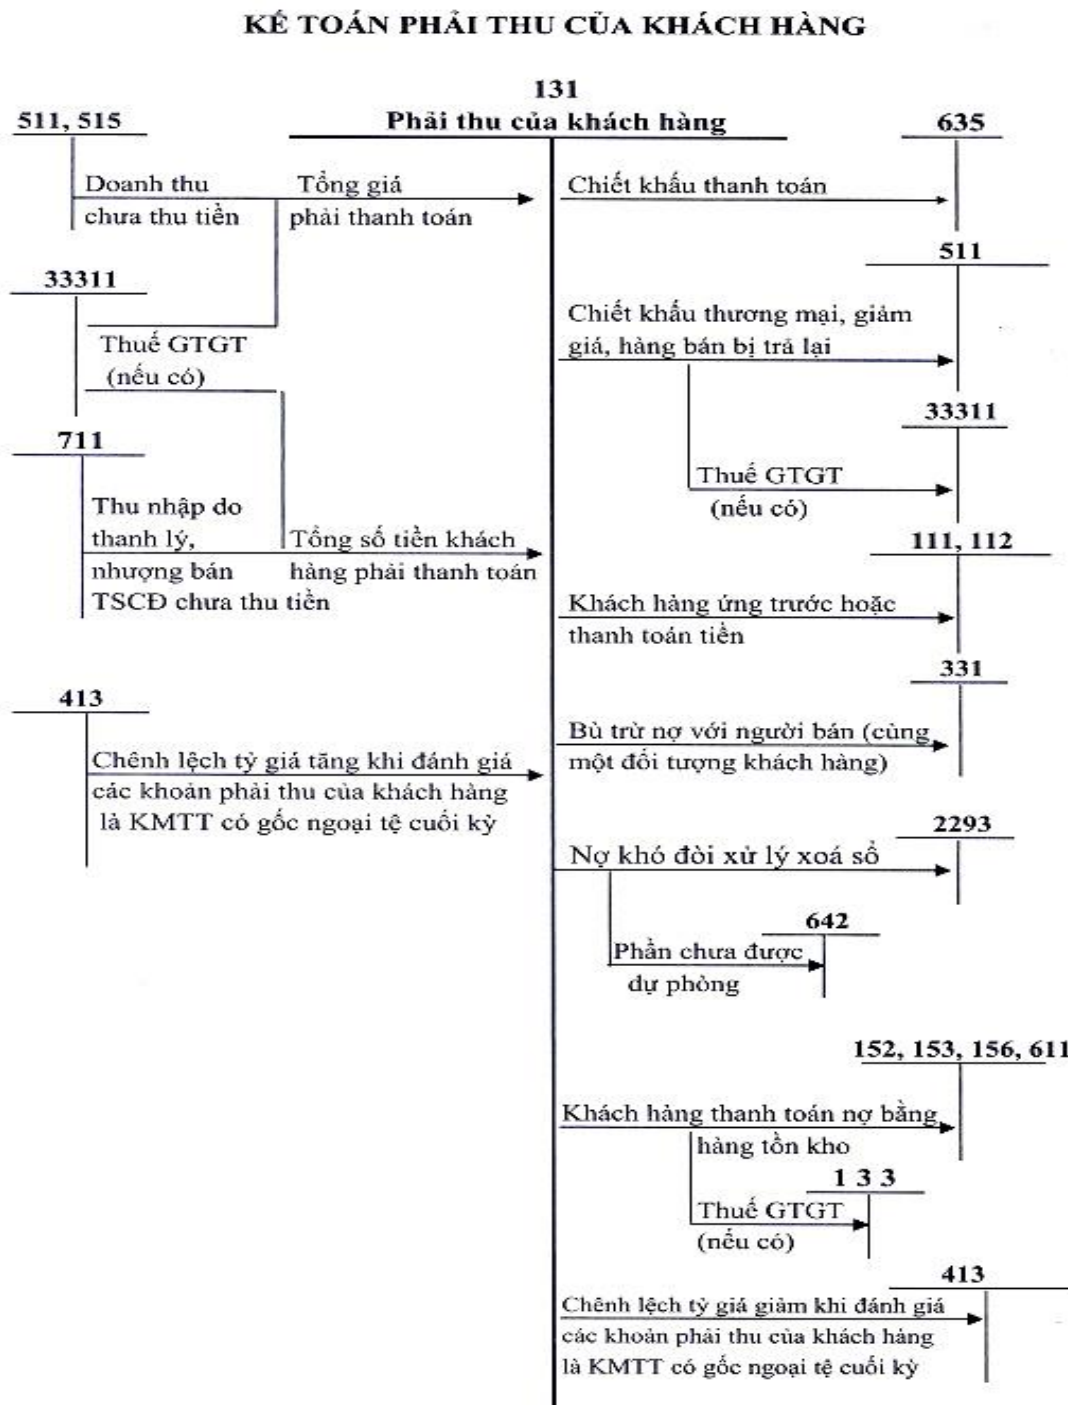 KẾ TOÁN PHẢI THU CỦA KHÁCH HÀNG
131
Phải thu của khách hàng
511, 515
Doanh thu
chưa thu tiền
Tổng giá
phải thanh toán
33311
Thuế GTGT
(nếu có)
711
Thu nhập do
thanh lý,
nhượng bán
TSCĐ chưa thu tiền
Tổng số tiền khách
hàng phải thanh toán
413
Chênh lệch tỷ giá tăng khi đánh giá
các khoản phải thu của khách hàng
là KMTT có gốc ngoại tệ cuối kỳ
635
Chiết khấu thanh toán
511
Chiết khấu thương mại, giảm
giá, hàng bán bị trả lại
33311
Thuế GTGT
(nếu có)
111, 112
Khách hàng ứng trước hoặc
thanh toán tiền
331
Bù trừ nợ với người bán (cùng
một đối tượng khách hàng)
2293
Nợ khó đòi xử lý xoá sổ
642
Phần chưa được
dự phòng
152, 153, 156, 611
Khách hàng thanh toán nợ bằng
hàng tồn kho
1 3 3
Thuế GTGT
(nếu có)
413
Chênh lệch tỷ giá giảm khi đánh giá
các khoản phải thu của khách hàng
là KMTT có gốc ngoại tệ cuối kỳ